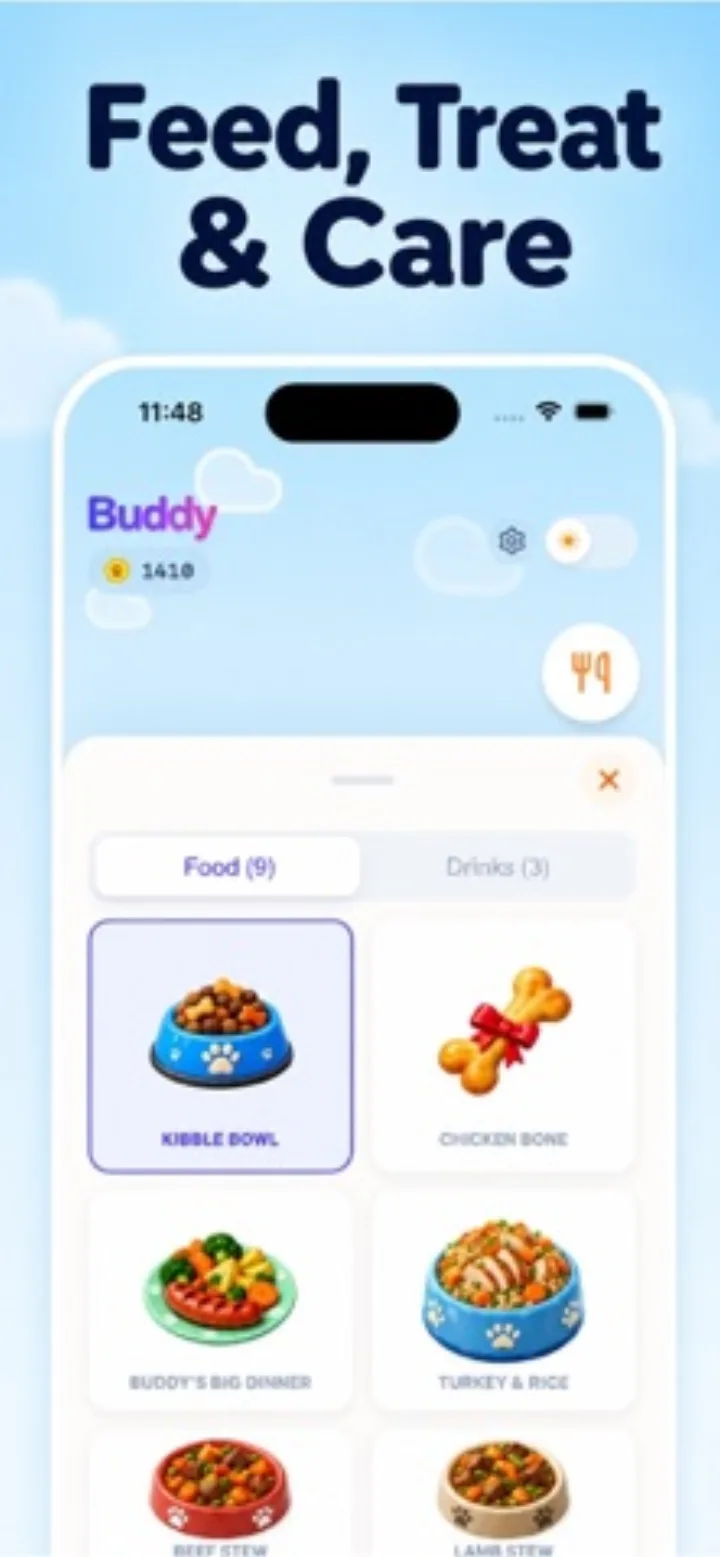 Feed, Treat
& Care
11:48
Buddy
1410
Food (9)
Drinks (3)
KIBBLE BOWL
CHICKEN BONE
BUDDY'S BIG DINNER
TURKEY & RICE
BEEF STEW
LAMB STEW